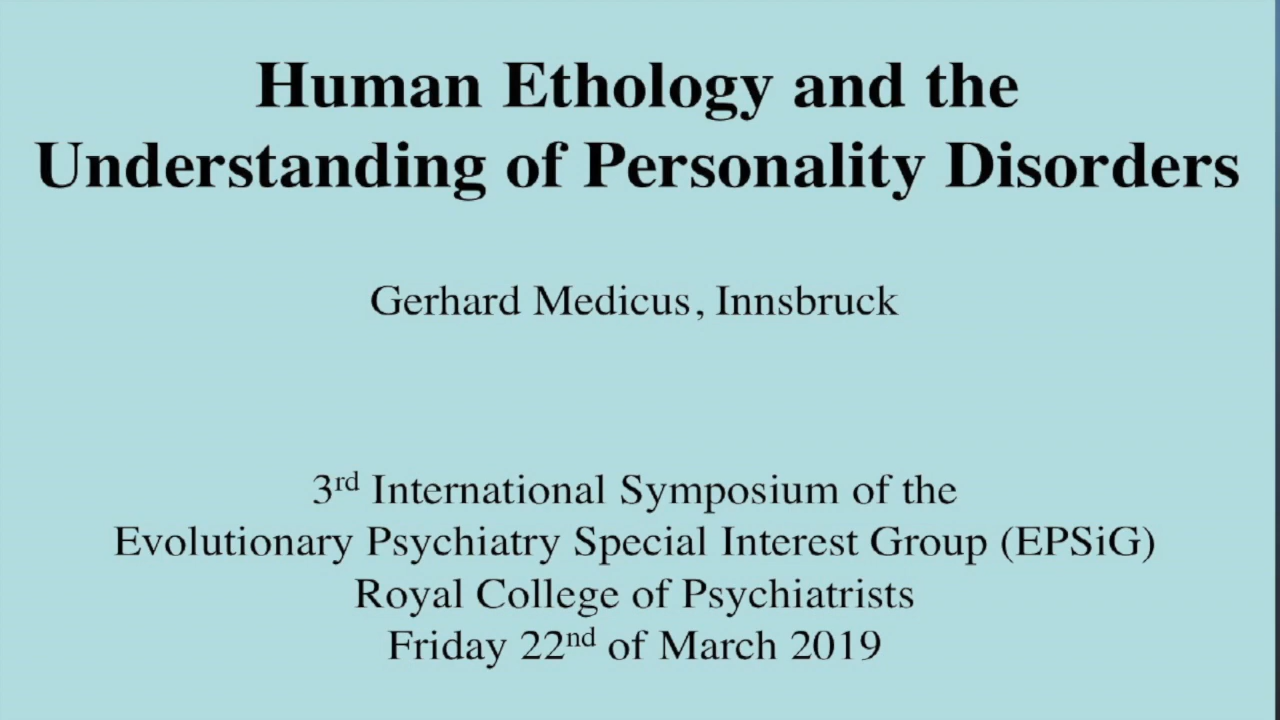 Human Ethology and the
Understanding of Personality Disorders
Gerhard Medicus, Innsbruck
3rd International Symposium of the
Evolutionary Psychiatry Special Interest Group (EPSiG)
Royal College of Psychiatrists
Friday 22nd of March 2019